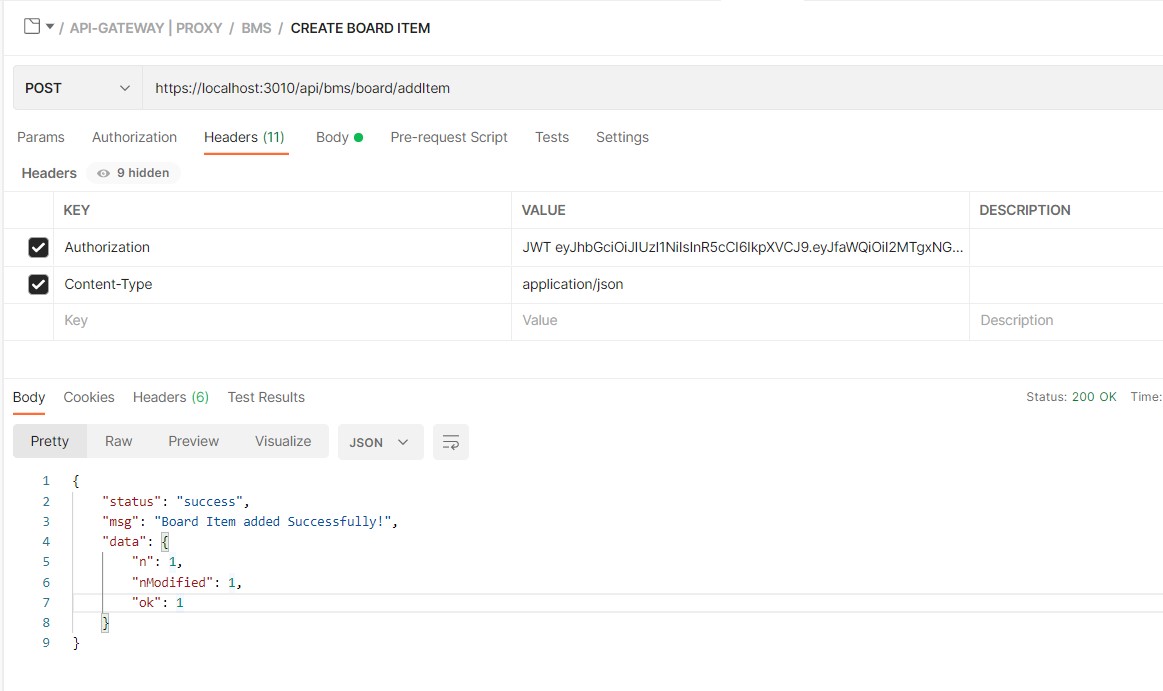 / API-GATEWAY | PROXY / BMS / CREATE BOARD ITEM
POST https://localhost:3010/api/bms/board/addItem
Params Authorization Headers (11) Body Pre-request Script Tests Settings
Headers 9 hidden
KEY VALUE DESCRIPTION
Authorization JWT eyJhbGciOiJIUzI1NiIsInR5cCI6IkpXVCJ9.eyJfaWQiOiI2MTgxNG...
Content-Type application/json
Key Value Description
Body Cookies Headers (6) Test Results Status: 200 OK Time:
Pretty Raw Preview Visualize JSON
1 {
2 "status": "success",
3 "msg": "Board Item added Successfully!",
4 "data": {
5 "n": 1,
6 "nModified": 1,
7 "ok": 1
8 }
9 }